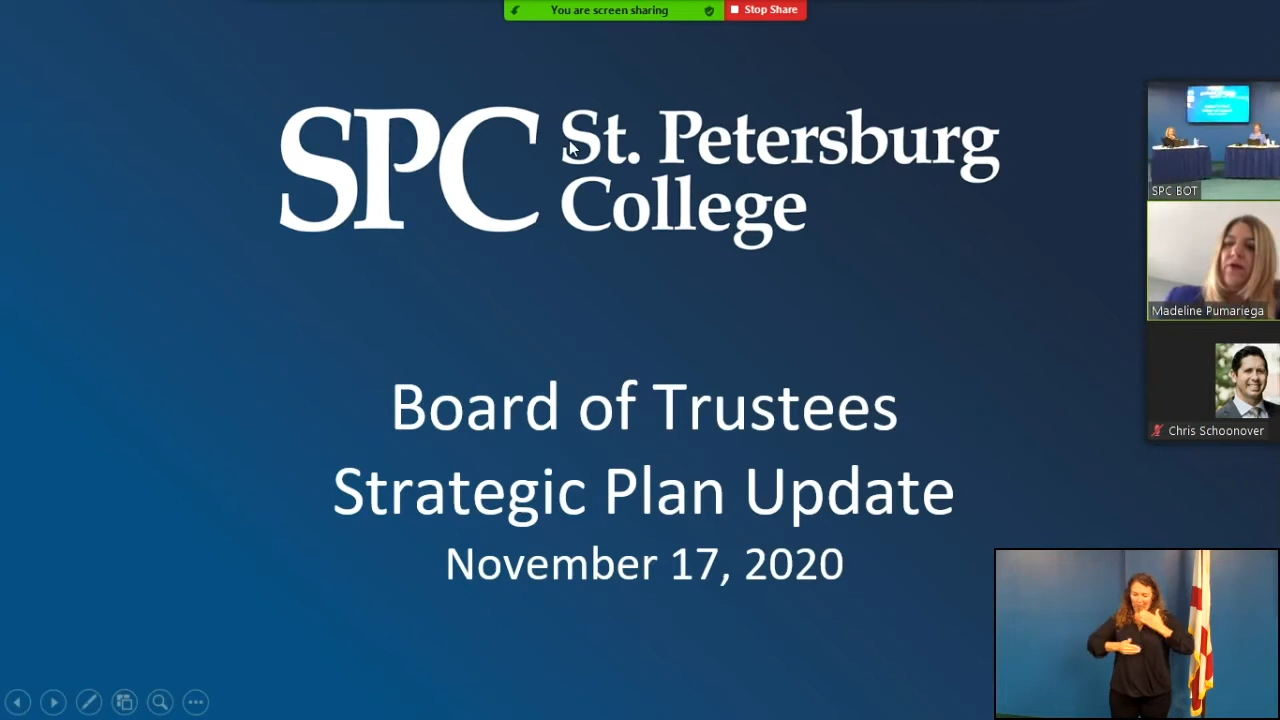 You are screen sharing
Stop Share
SPC St. Petersburg
College
SPC BOT
Madeline Pumariega
Chris Schoonover
Board of Trustees
Strategic Plan Update
November 17, 2020